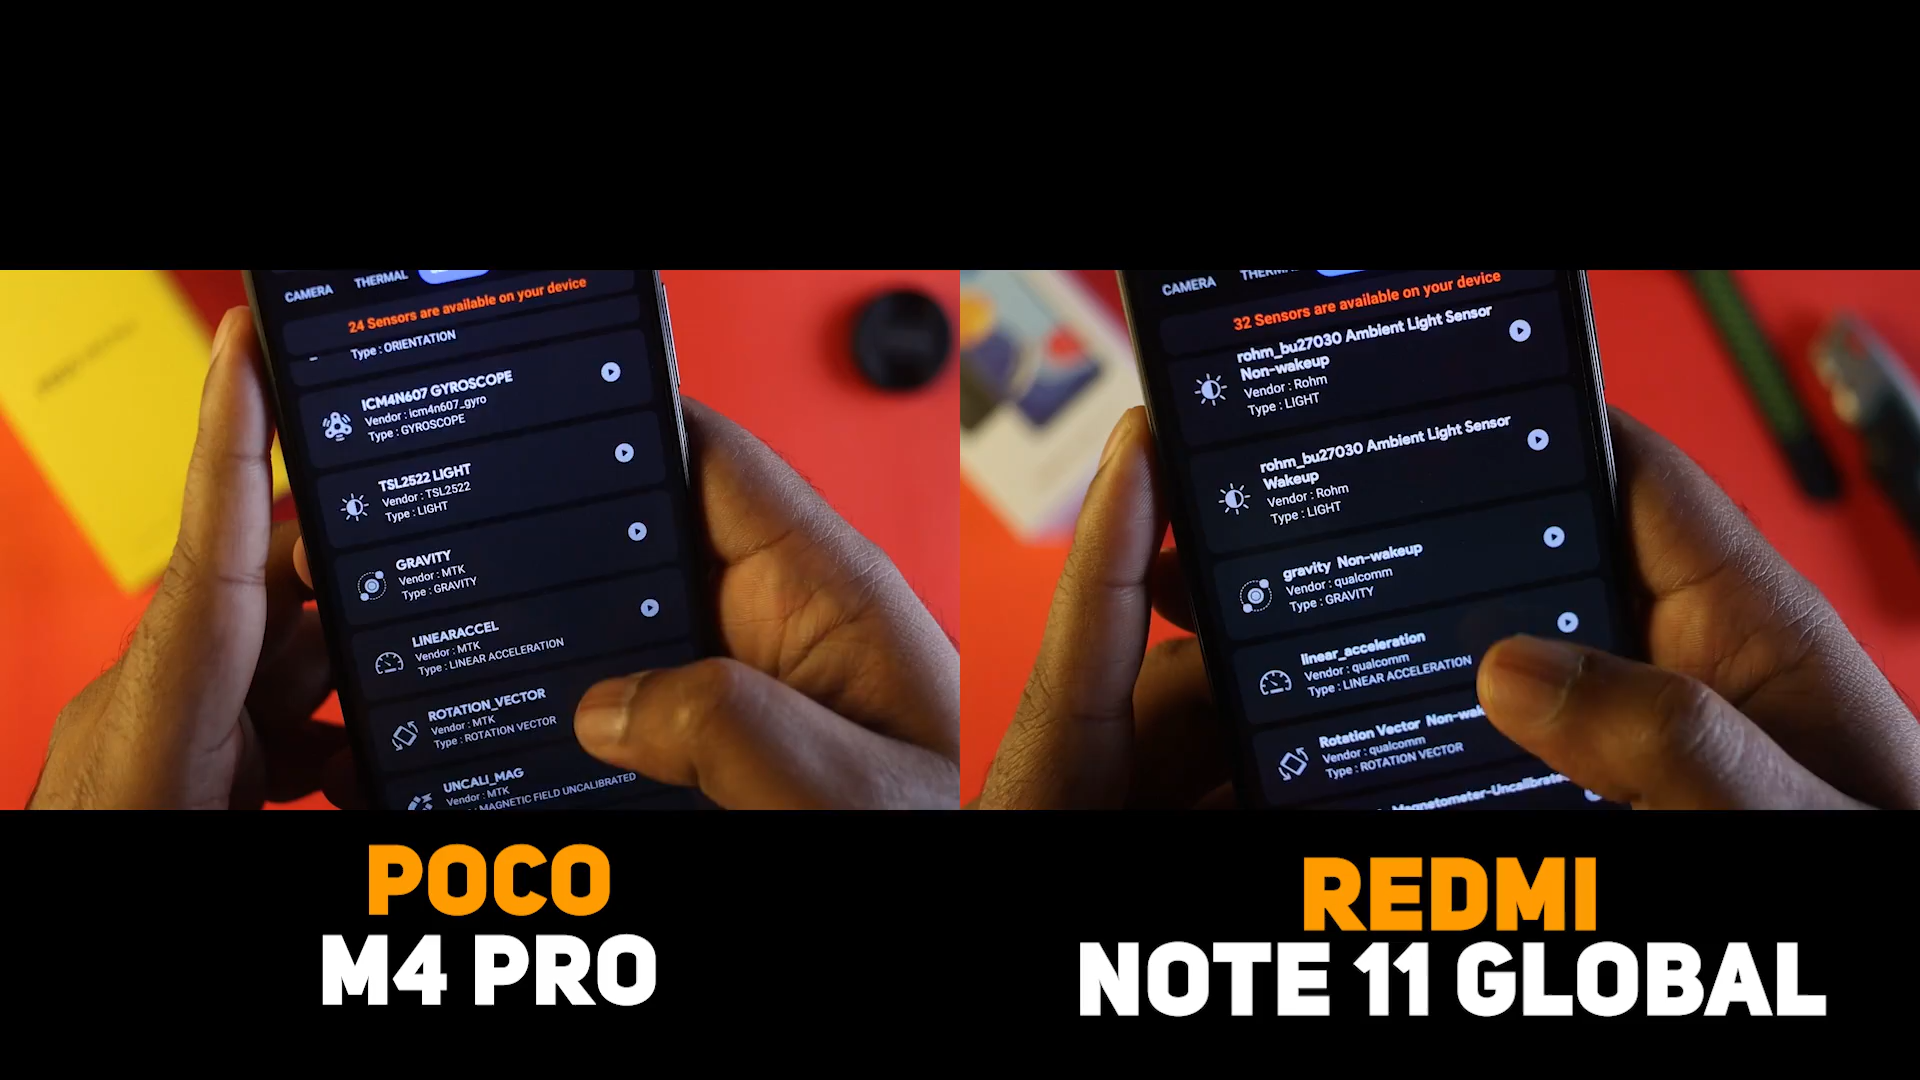 CAMERA THERMAL
24 Sensors are available on your device
Type : ORIENTATION
ICM4N607 GYROSCOPE
Vendor : icm4n607_gyro
Type : GYROSCOPE
TSL2522 LIGHT
Vendor : TSL2522
Type : LIGHT
GRAVITY
Vendor : MTK
Type : GRAVITY
LINEARACCEL
Vendor : MTK
Type : LINEAR ACCELERATION
ROTATION_VECTOR
Vendor : MTK
Type : ROTATION VECTOR
UNCALI_MAG
Vendor : MTK
MAGNETIC FIELD UNCALIBRATED
POCO
M4 PRO
CAMERA
32 Sensors are available on your device
rohm_bu27030 Ambient Light Sensor
Non-wakeup
Vendor : Rohm
Type : LIGHT
rohm_bu27030 Ambient Light Sensor
Wakeup
Vendor : Rohm
Type : LIGHT
gravity Non-wakeup
Vendor : qualcomm
Type : GRAVITY
linear_acceleration
Vendor : qualcomm
Type : LINEAR ACCELERATION
Rotation Vector
Vendor : qualcomm
Type : ROTATION VECTOR
REDMI
NOTE 11 GLOBAL